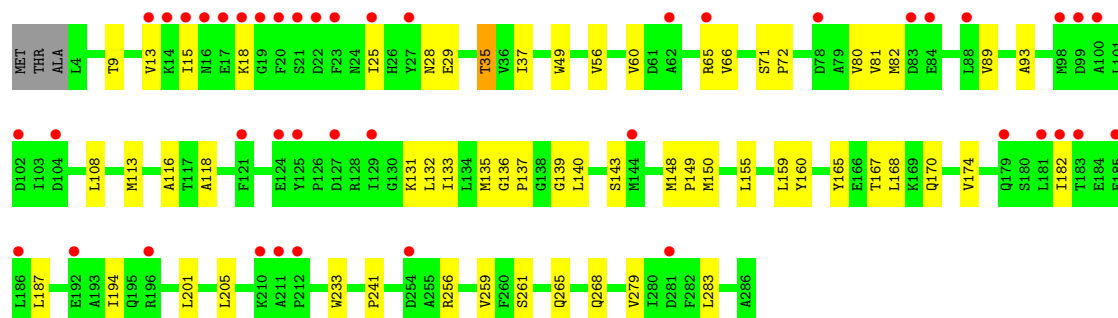 MET THR ALA L4 T9 V13 K14 I15 N16 E17 K18 G19 F20 S21 D22 F23 N24 I25 H26 Y27 N28 E29 T35 V36 I37 W49 V56 V60 D61 A62 R65 V66 S71 P72 D78 A79 V80 V81 M82 D83 E84 L88 V89 A93 M98 D99 A100 L101
D102 I103 D104 L108 M113 A116 T117 A118 F121 E124 Y125 P126 D127 R128 I129 G130 K131 L132 I133 L134 M135 G136 P137 G138 G139 L140 S143 M144 M148 P149 M150 L155 L159 Y160 Y165 E166 T167 L168 K169 Q170 V174 Q179 S180 L181 I182 T183 E184 E185
L186 L187 E192 A193 I194 Q195 R196 L201 L205 K210 A211 P212 W233 P241 D254 A255 R256 V259 F260 S261 Q265 Q268 V279 I280 D281 F282 L283 A286